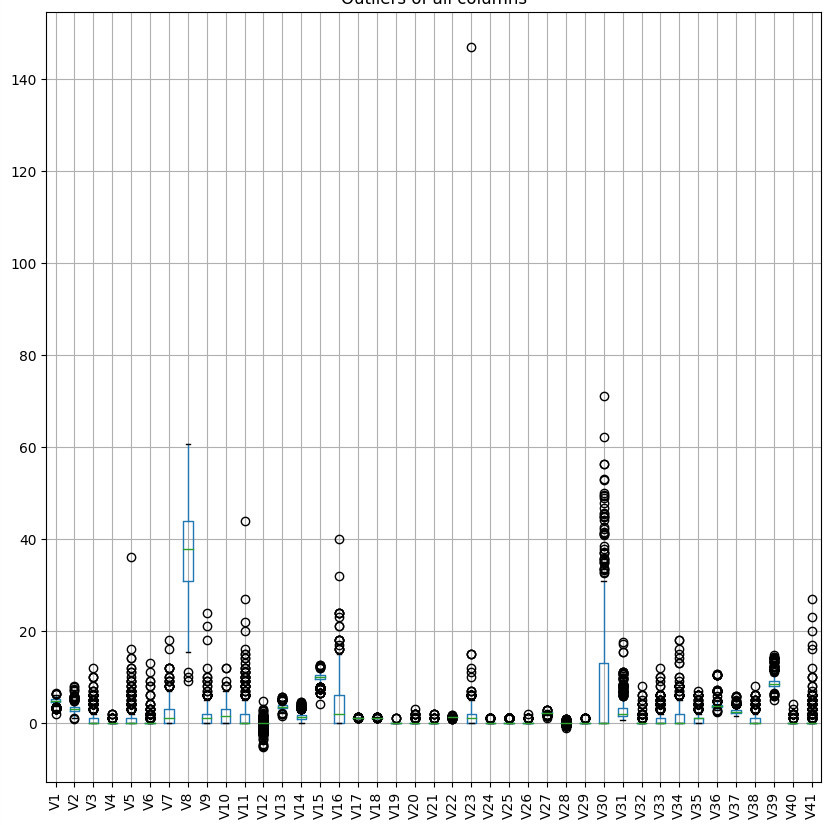 Outliers of all columns
140
120
100
80
60
40
20
0
V1
V2
V3
V4
V5
V6
V7
V8
V9
V10
V11
V12
V13
V14
V15
V16
V17
V18
V19
V20
V21
V22
V23
V24
V25
V26
V27
V28
V29
V30
V31
V32
V33
V34
V35
V36
V37
V38
V39
V40
V41